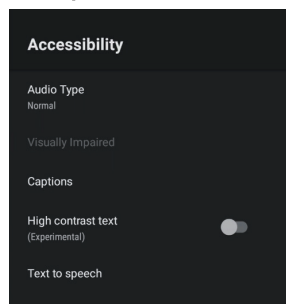 Accessibility
Audio Type
Normal
Visually Impaired
Captions
High contrast text
(Experimental)
Text to speech